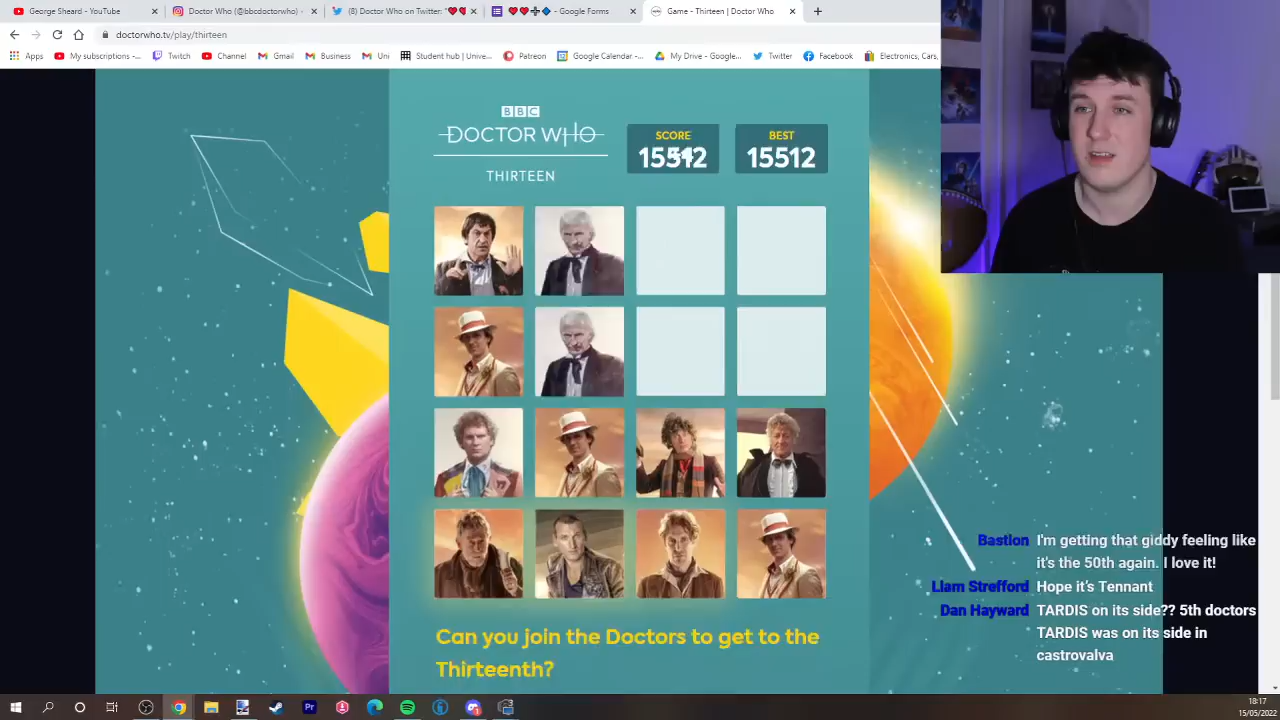 George Sheard - YouTube
Doctor Who (@bbcdoctorwho) •
(8) Doctor Who on Twitter: "
- Google Forms
Game - Thirteen | Doctor Who
doctorwho.tv/play/thirteen
Apps
My subscriptions -...
Twitch
Channel
Gmail
Business
Uni
Student hub | Unive...
Patreon
Google Calendar -...
My Drive - Google...
Twitter
Facebook
Electronics, Cars,
BBC
DOCTOR WHO
THIRTEEN
SCORE
BEST
15512
15512
Can you join the Doctors to get to the
Thirteenth?
Bastion I'm getting that giddy feeling like
it's the 50th again. I love it!
Liam Strefford Hope it's Tennant
Dan Hayward TARDIS on its side?? 5th doctors
TARDIS was on its side in
castrovalva
Pr
18:17
15/05/2022